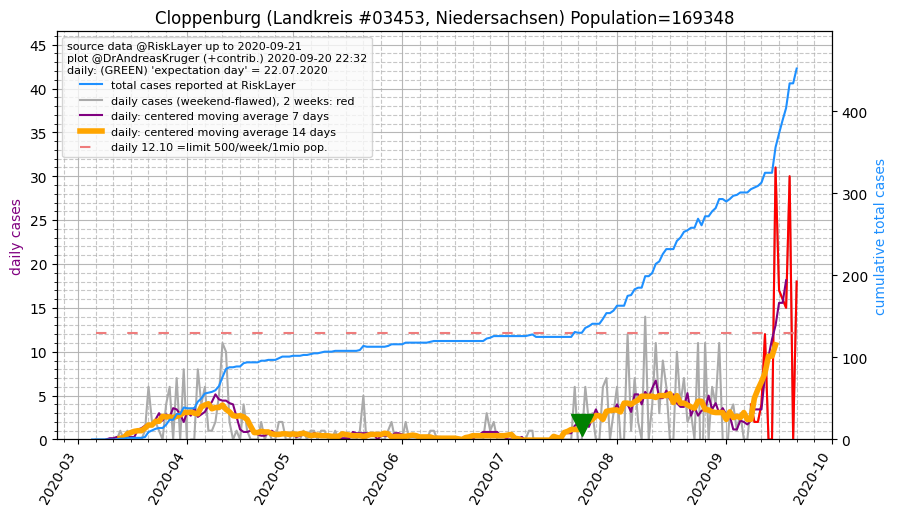 Cloppenburg (Landkreis #03453, Niedersachsen) Population=169348
source data @RiskLayer up to 2020-09-21
plot @DrAndreasKruger (+contrib.) 2020-09-20 22:32
daily: (GREEN) 'expectation day' = 22.07.2020
total cases reported at RiskLayer
daily cases (weekend-flawed), 2 weeks: red
daily: centered moving average 7 days
daily: centered moving average 14 days
daily 12.10 =limit 500/week/1mio pop.
daily cases
45
40
35
30
25
20
15
10
5
0
cumulative total cases
400
300
200
100
0
2020-03
2020-04
2020-05
2020-06
2020-07
2020-08
2020-09
2020-10